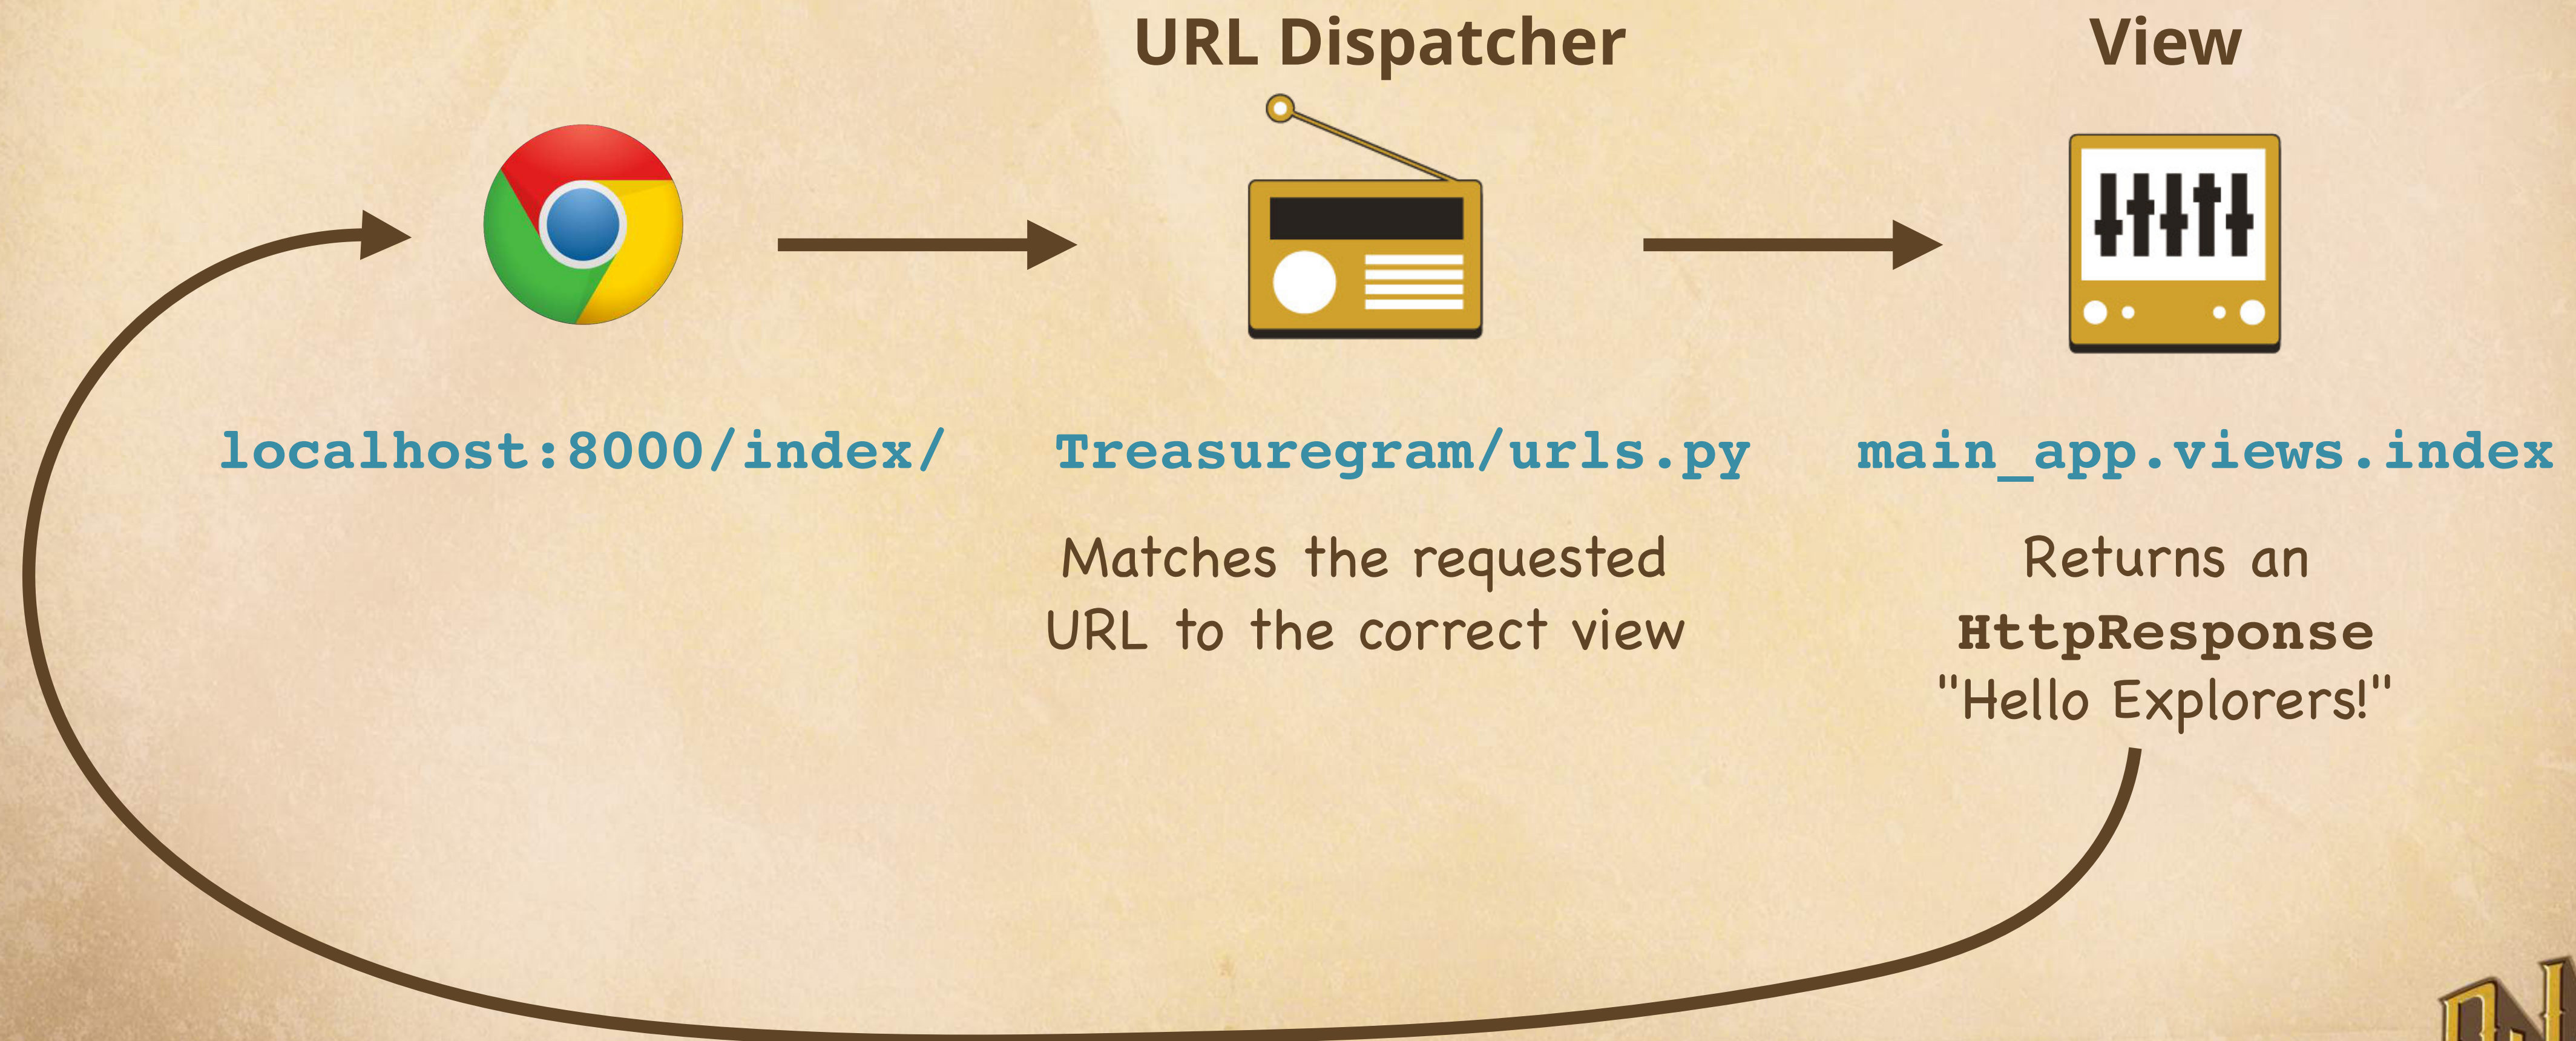 URL Dispatcher
View
localhost:8000/index/
Treasuregram/urls.py
main_app.views.index
Matches the requested
URL to the correct view
Returns an
HttpResponse
"Hello Explorers!"